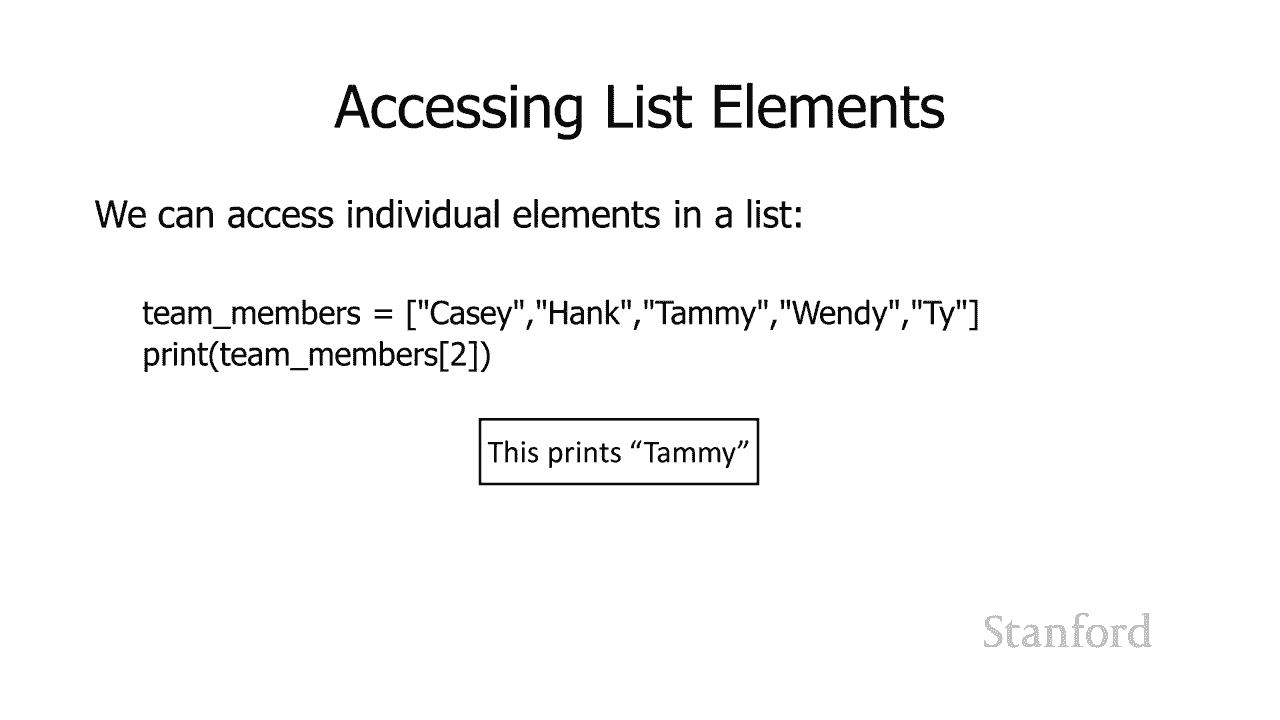 Accessing List Elements
We can access individual elements in a list:
team_members = ["Casey","Hank","Tammy","Wendy","Ty"]
print(team_members[2])
This prints “Tammy”
Stanford